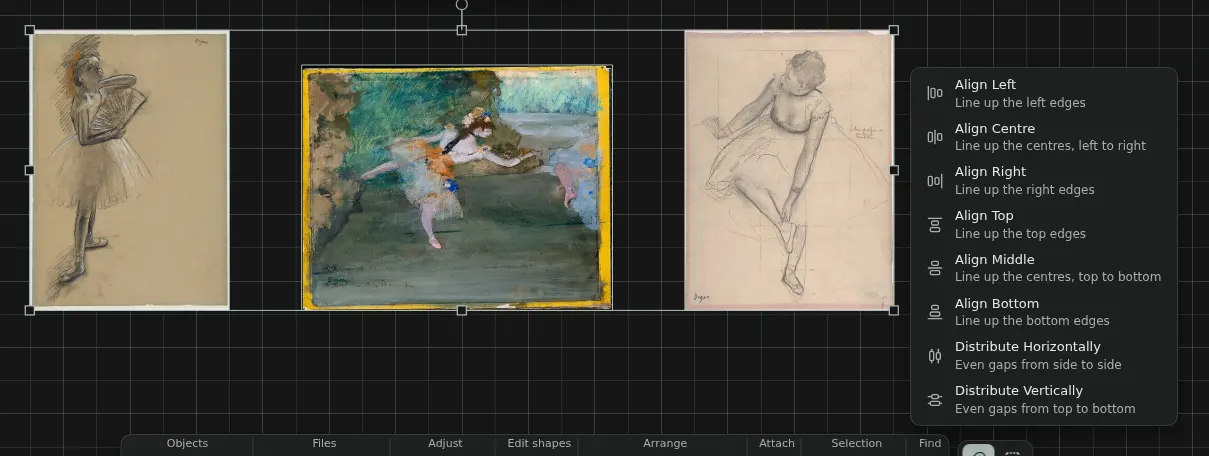 Degas
Degas
Align Left
Line up the left edges
Align Centre
Line up the centres, left to right
Align Right
Line up the right edges
Align Top
Line up the top edges
Align Middle
Line up the centres, top to bottom
Align Bottom
Line up the bottom edges
Distribute Horizontally
Even gaps from side to side
Distribute Vertically
Even gaps from top to bottom
Objects
Files
Adjust
Edit shapes
Arrange
Attach
Selection
Find